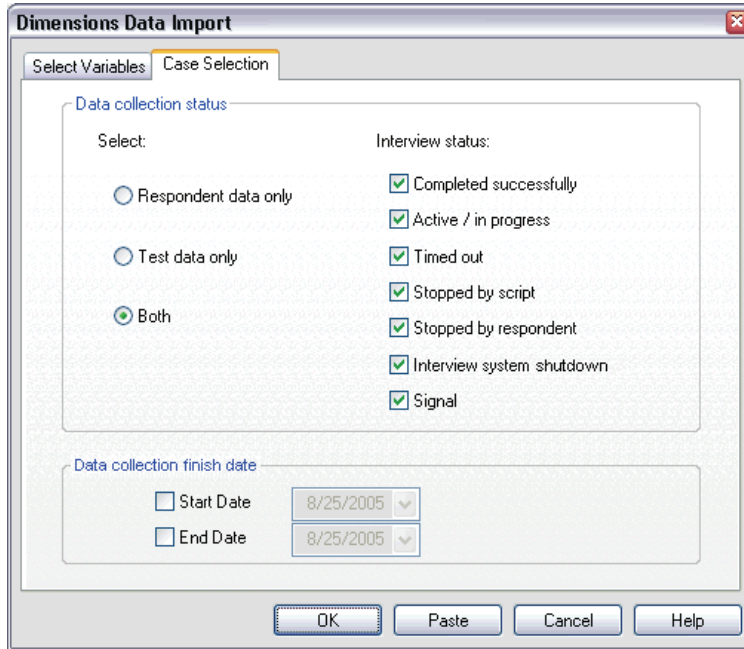 Dimensions Data Import
Select Variables Case Selection
Data collection status
Select: Interview status:
Completed successfully
Respondent data only
Active / in progress
Test data only Timed out
Stopped by script
Both
Stopped by respondent
Interview system shutdown
Signal
Data collection finish date
Start Date 8/25/2005
End Date 8/25/2005
OK Paste Cancel Help